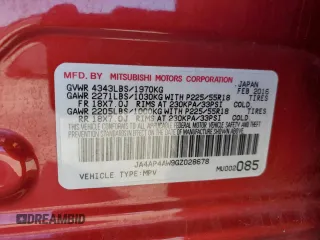 MFD BY MITSUBISHI MOTORS CORPORATION JAPAN
GVWR 4343LBS/1970KG FEB 2016
GAWR 2271LBS/1030KG WITH P225/55R18 TIRES
FR 18X7.0J RIMS AT 230KPA/33PSI COLD
GAWR 2205LBS/1000KG WITH P225/55R18 TIRES
RR 18X7.0J RIMS AT 230KPA/33PSI COLD
JA4AP4AW9GZ028678
VEHICLE TYPE:MPV MU000085
DREAMBID